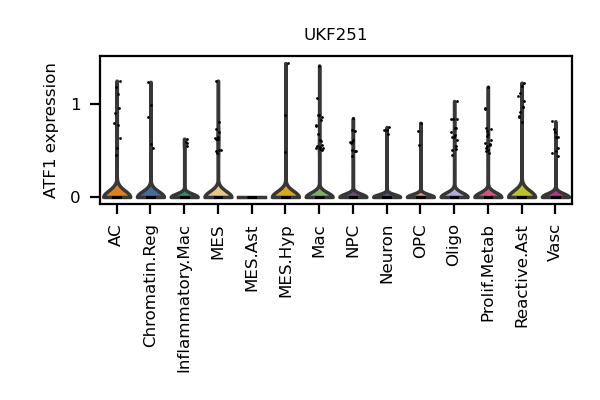 UKF251
ATF1 expression
1
0
AC
Chromatin.Reg
Inflammatory.Mac
MES
MES.Ast
MES.Hyp
Mac
NPC
Neuron
OPC
Oligo
Prolif.Metab
Reactive.Ast
Vasc